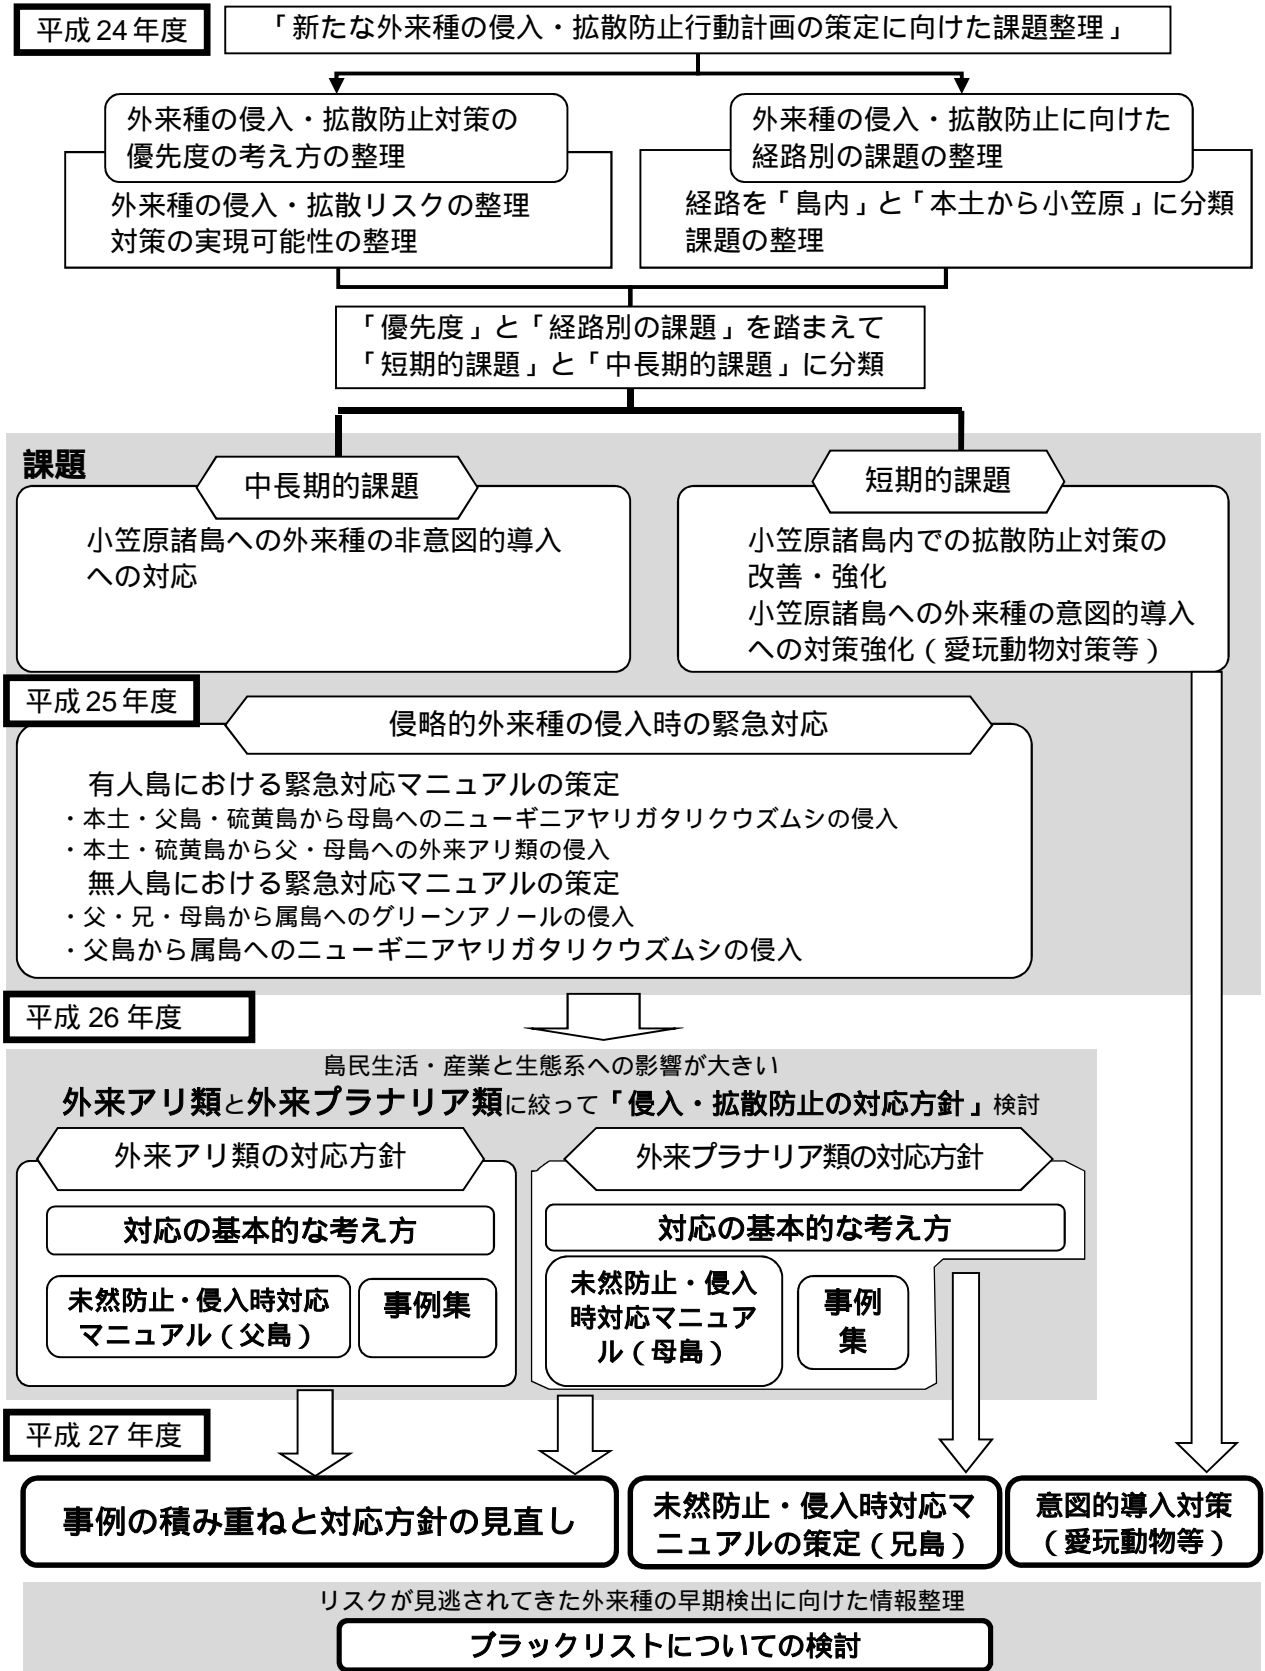 平成 24 年度
「新たな外来種の侵入・拡散防止行動計画の策定に向けた課題整理」
外来種の侵入・拡散防止対策の
優先度の考え方の整理
外来種の侵入・拡散リスクの整理
対策の実現可能性の整理
外来種の侵入・拡散防止に向けた
経路別の課題の整理
経路を「島内」と「本土から小笠原」に分類
課題の整理
「優先度」と「経路別の課題」を踏まえて
「短期的課題」と「中長期的課題」に分類
課題
中長期的課題
小笠原諸島への外来種の非意図的導入
への対応
短期的課題
小笠原諸島内での拡散防止対策の
改善・強化
小笠原諸島への外来種の意図的導入
への対策強化（愛玩動物対策等）
平成 25 年度
侵略的外来種の侵入時の緊急対応
有人島における緊急対応マニュアルの策定
・本土・父島・硫黄島から母島へのニューギニアヤリガタリクウズムシの侵入
・本土・硫黄島から父・母島への外来アリ類の侵入
無人島における緊急対応マニュアルの策定
・父・兄・母島から属島へのグリーンアノールの侵入
・父島から属島へのニューギニアヤリガタリクウズムシの侵入
平成 26 年度
島民生活・産業と生態系への影響が大きい
外来アリ類と外来プラナリア類に絞って「侵入・拡散防止の対応方針」検討
外来アリ類の対応方針
対応の基本的な考え方
未然防止・侵入時対応
マニュアル（父島）
事例集
外来プラナリア類の対応方針
対応の基本的な考え方
未然防止・侵入
時対応マニュア
ル（母島）
事例
集
平成 27 年度
事例の積み重ねと対応方針の見直し
未然防止・侵入時対応マ
ニュアルの策定（兄島）
意図的導入対策
（愛玩動物等）
リスクが見逃されてきた外来種の早期検出に向けた情報整理
ブラックリストについての検討